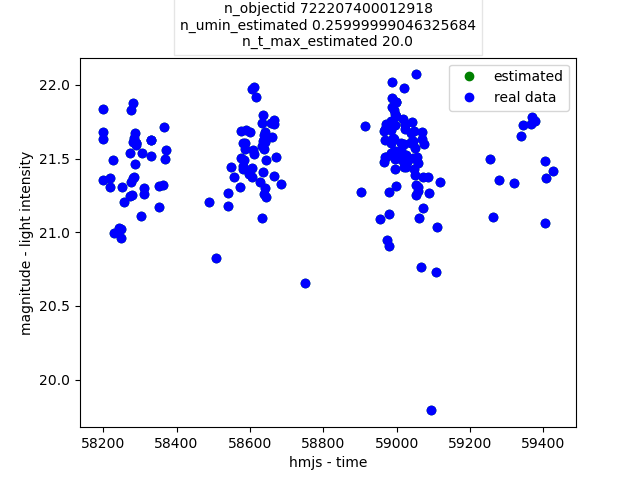 n_objectid 722207400012918
n_umin_estimated 0.25999999046325684
n_t_max_estimated 20.0
estimated
real data
magnitude - light intensity
22.0
21.5
21.0
20.5
20.0
58200 58400 58600 58800 59000 59200 59400
hmjs - time